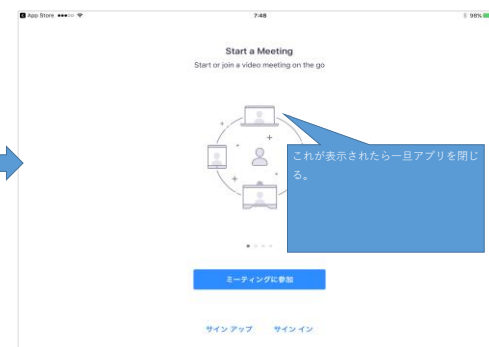 App Store 7:48 98%
Start a Meeting
Start or join a video meeting on the go
これが表示されたら一旦アプリを閉じ
る。
ミーティングに参加
サイン アップ サイン イン